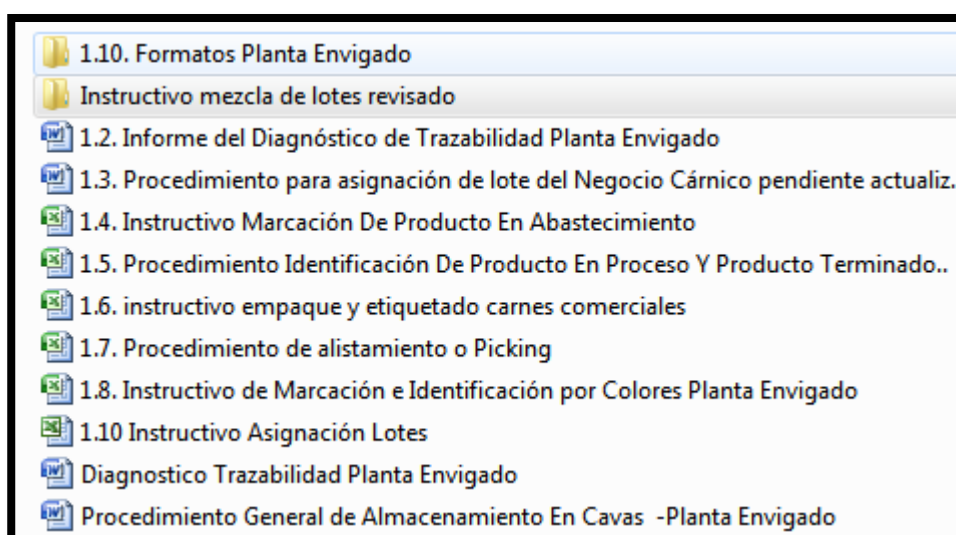 1.10. Formatos Planta Envigado
Instructivo mezcla de lotes revisado
1.2. Informe del Diagnóstico de Trazabilidad Planta Envigado
1.3. Procedimiento para asignación de lote del Negocio Cárnico pendiente actualiz.
1.4. Instructivo Marcación De Producto En Abastecimiento
1.5. Procedimiento Identificación De Producto En Proceso Y Producto Terminado..
1.6. instructivo empaque y etiquetado carnes comerciales
1.7. Procedimiento de alistamiento o Picking
1.8. Instructivo de Marcación e Identificación por Colores Planta Envigado
1.10 Instructivo Asignación Lotes
Diagnostico Trazabilidad Planta Envigado
Procedimiento General de Almacenamiento En Cavas -Planta Envigado